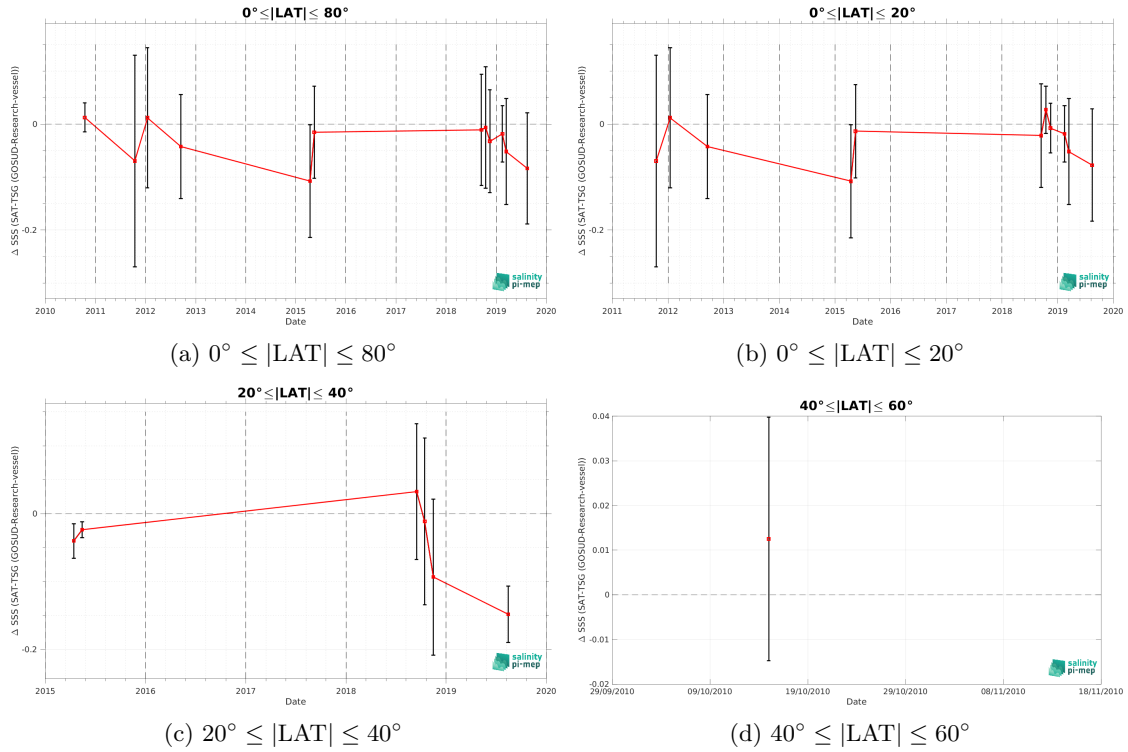 0°≤|LAT|≤ 80°
Δ SSS (SAT-TSG (GOSUD-Research-vessel))
0
-0.2
salinity
pi-mep
2010 2011 2012 2013 2014 2015 2016 2017 2018 2019 2020
Date
(a) 0° ≤ |LAT| ≤ 80°
0°≤|LAT|≤ 20°
Δ SSS (SAT-TSG (GOSUD-Research-vessel))
0
-0.2
salinity
pi-mep
2011 2012 2013 2014 2015 2016 2017 2018 2019 2020
Date
(b) 0° ≤ |LAT| ≤ 20°
20°≤|LAT|≤ 40°
Δ SSS (SAT-TSG (GOSUD-Research-vessel))
0
-0.2
salinity
pi-mep
2015 2016 2017 2018 2019 2020
Date
(c) 20° ≤ |LAT| ≤ 40°
40°≤|LAT|≤ 60°
Δ SSS (SAT-TSG (GOSUD-Research-vessel))
0.04
0.03
0.02
0.01
0
-0.01
-0.02
salinity
pi-mep
29/09/2010 09/10/2010 19/10/2010 29/10/2010 08/11/2010 18/11/2010
Date
(d) 40° ≤ |LAT| ≤ 60°